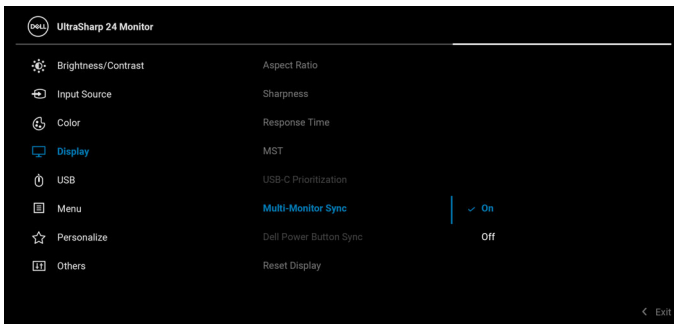 DELL UltraSharp 24 Monitor
Brightness/Contrast Aspect Ratio
Input Source Sharpness
Color Response Time
Display MST
USB USB-C Prioritization
Menu Multi-Monitor Sync On
Personalize Dell Power Button Sync Off
Others Reset Display
Exit